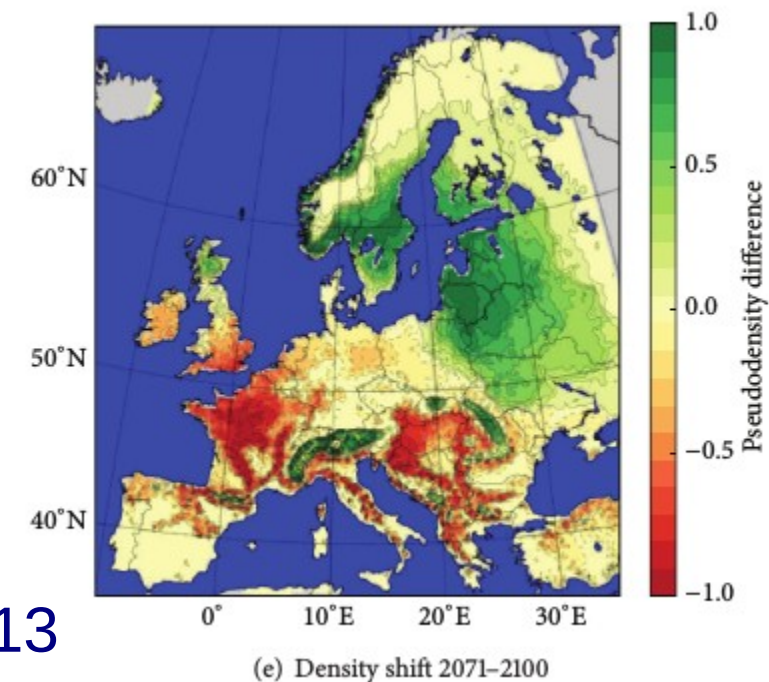 1.0
0.5
0.0
−0.5
−1.0
Pseudodensity difference
60˚N
50˚N
40˚N
0˚ 10˚E 20˚E 30˚E
13
(e) Density shift 2071–2100